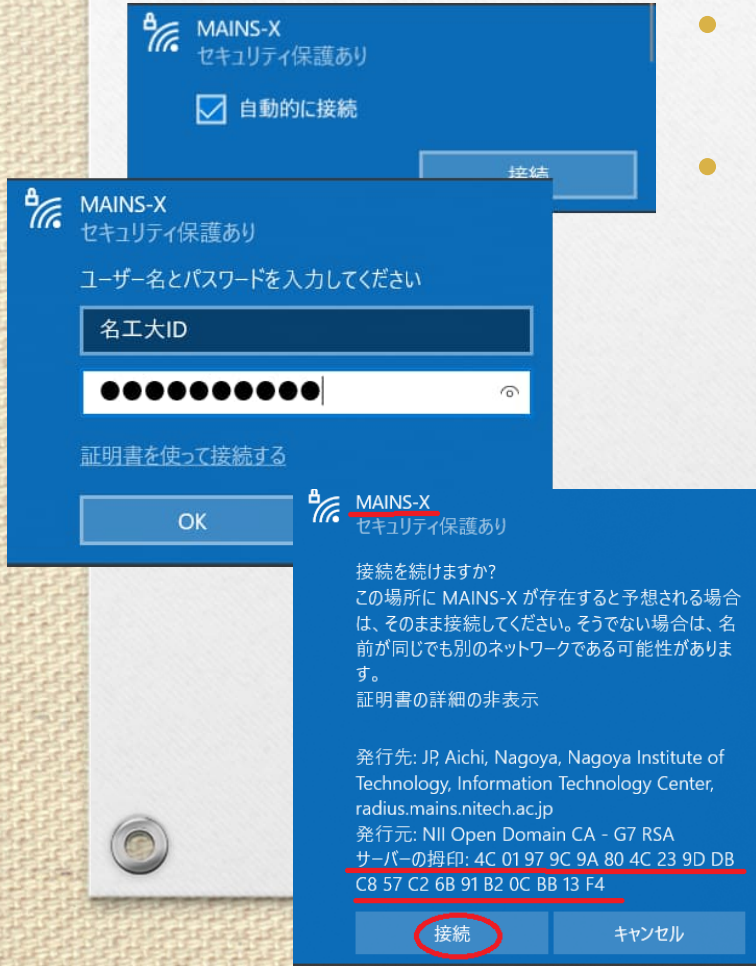 MAINS-X
セキュリティ保護あり
自動的に接続
接続
MAINS-X
セキュリティ保護あり
ユーザー名とパスワードを入力してください
名工大ID
証明書を使って接続する
OK
MAINS-X
セキュリティ保護あり
接続を続けますか?
この場所に MAINS-X が存在すると予想される場合
は、そのまま接続してください。そうでない場合は、名
前が同じでも別のネットワークである可能性がありま
す。
証明書の詳細の非表示
発行先: JP, Aichi, Nagoya, Nagoya Institute of
Technology, Information Technology Center,
radius.mains.nitech.ac.jp
発行元: NII Open Domain CA - G7 RSA
サーバーの拇印: 4C 01 97 9C 9A 80 4C 23 9D DB
C8 57 C2 6B 91 B2 0C BB 13 F4
接続
キャンセル